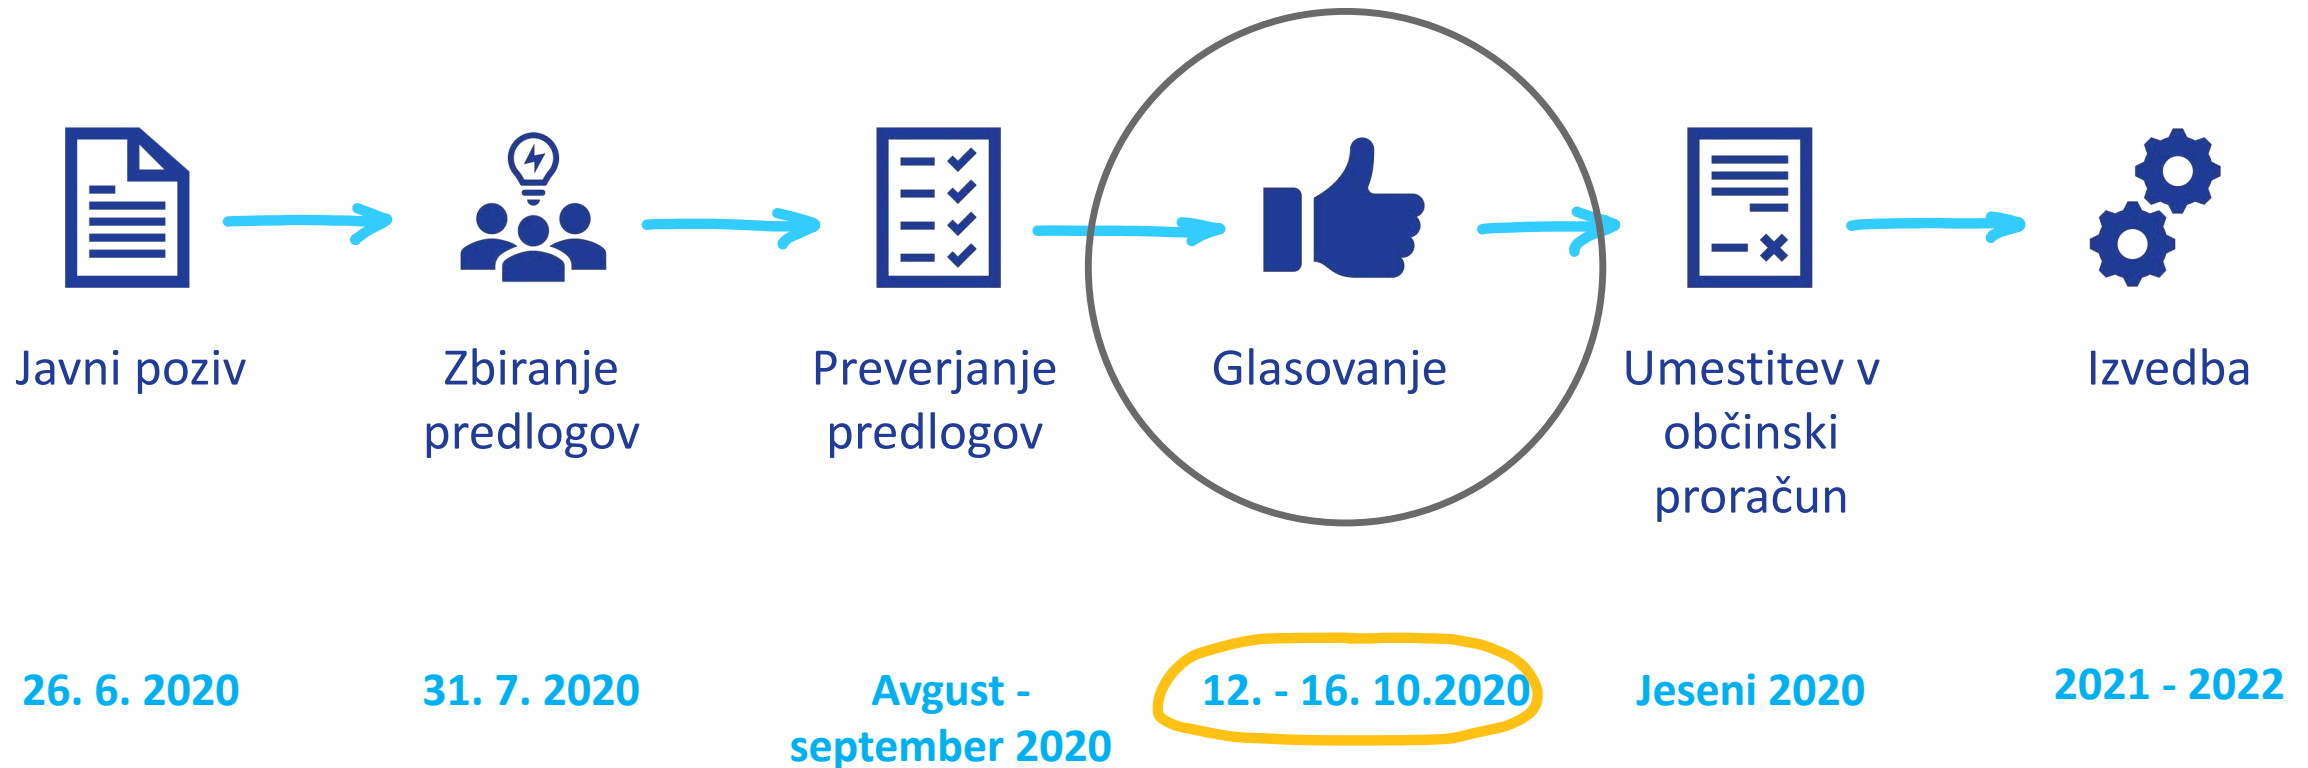 Javni poziv
Zbiranje
predlogov
Preverjanje
predlogov
Glasovanje
Umestitev v
občinski
proračun
Izvedba
26. 6. 2020
31. 7. 2020
Avgust -
september 2020
12. - 16. 10.2020
Jeseni 2020
2021 - 2022